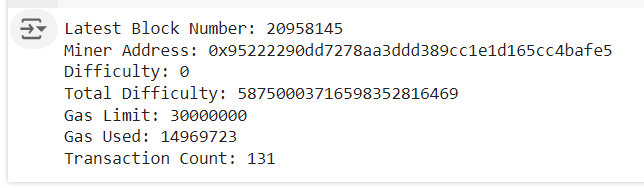 Latest Block Number: 20958145
Miner Address: 0x95222290dd7278aa3ddd389cc1e1d165cc4bafe5
Difficulty: 0
Total Difficulty: 58750003716598352816469
Gas Limit: 30000000
Gas Used: 14969723
Transaction Count: 131